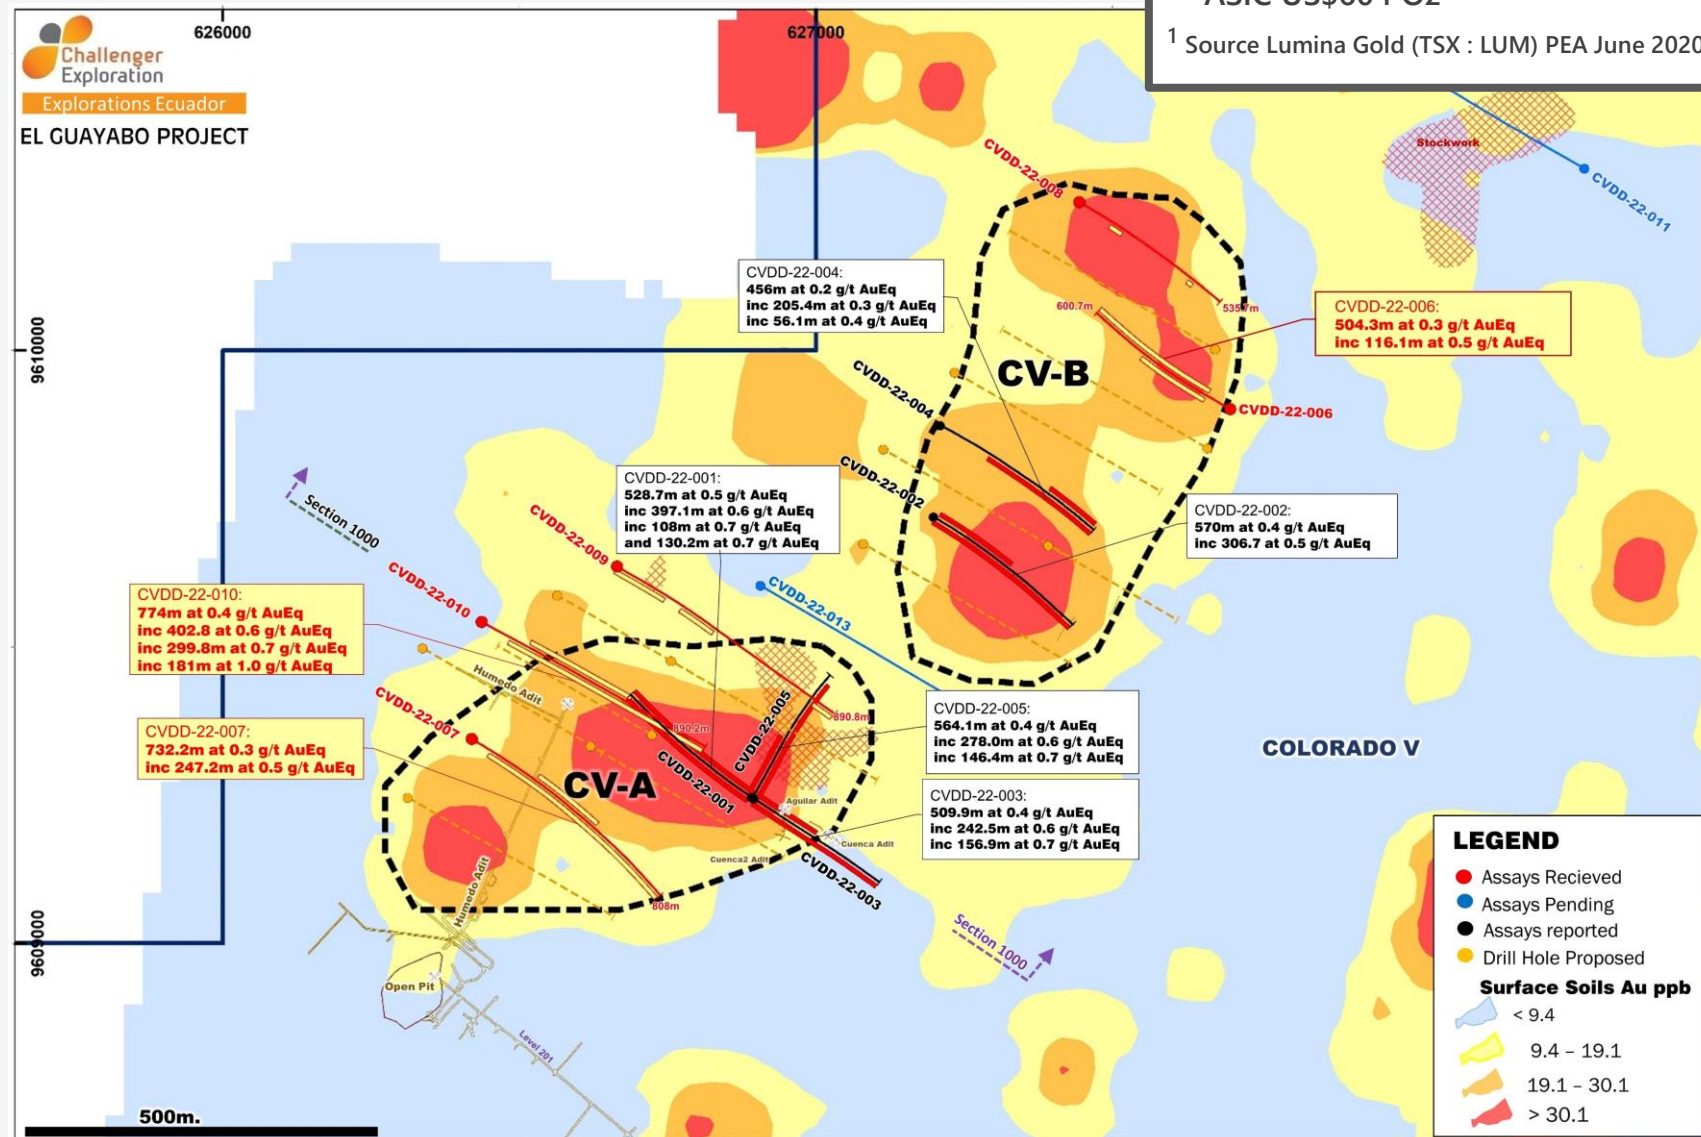 ASIC US$604 POZ
1 Source Lumina Gold (TSX : LUM) PEA June 2020
626000
627000
Challenger
Exploration
Explorations Ecuador
EL GUAYABO PROJECT
9610000
9609000
Stockwork
CVDD-22-011
CVDD-22-008
535.7m
600.7m
CVDD-22-004:
456m at 0.2 g/t AuEq
inc 205.4m at 0.3 g/t AuEq
inc 56.1m at 0.4 g/t AuEq
CVDD-22-006:
504.3m at 0.3 g/t AuEq
inc 116.1m at 0.5 g/t AuEq
CV-B
CVDD-22-004
CVDD-22-006
CVDD-22-002
CVDD-22-001:
528.7m at 0.5 g/t AuEq
inc 397.1m at 0.6 g/t AuEq
inc 108m at 0.7 g/t AuEq
and 130.2m at 0.7 g/t AuEq
CVDD-22-002:
570m at 0.4 g/t AuEq
inc 306.7 at 0.5 g/t AuEq
Section 1000
CVDD-22-009
CVDD-22-010
CVDD-22-013
CVDD-22-010:
774m at 0.4 g/t AuEq
inc 402.8 at 0.6 g/t AuEq
inc 299.8m at 0.7 g/t AuEq
inc 181m at 1.0 g/t AuEq
Humedo Adit
CVDD-22-007
CVDD-22-007:
732.2m at 0.3 g/t AuEq
inc 247.2m at 0.5 g/t AuEq
890.2m
890.8m
CVDD-22-005
CVDD-22-005:
564.1m at 0.4 g/t AuEq
inc 278.0m at 0.6 g/t AuEq
inc 146.4m at 0.7 g/t AuEq
COLORADO V
CV-A
CVDD-22-001
Aguilar Adit
CVDD-22-003:
509.9m at 0.4 g/t AuEq
inc 242.5m at 0.6 g/t AuEq
inc 156.9m at 0.7 g/t AuEq
Cuenca Adit
Cuenca2 Adit
CVDD-22-003
Humedo Adit
808m
Section 1000
Open Pit
Level 201
500m.
LEGEND
Assays Recieved
Assays Pending
Assays reported
Drill Hole Proposed
Surface Soils Au ppb
< 9.4
9.4 – 19.1
19.1 – 30.1
> 30.1